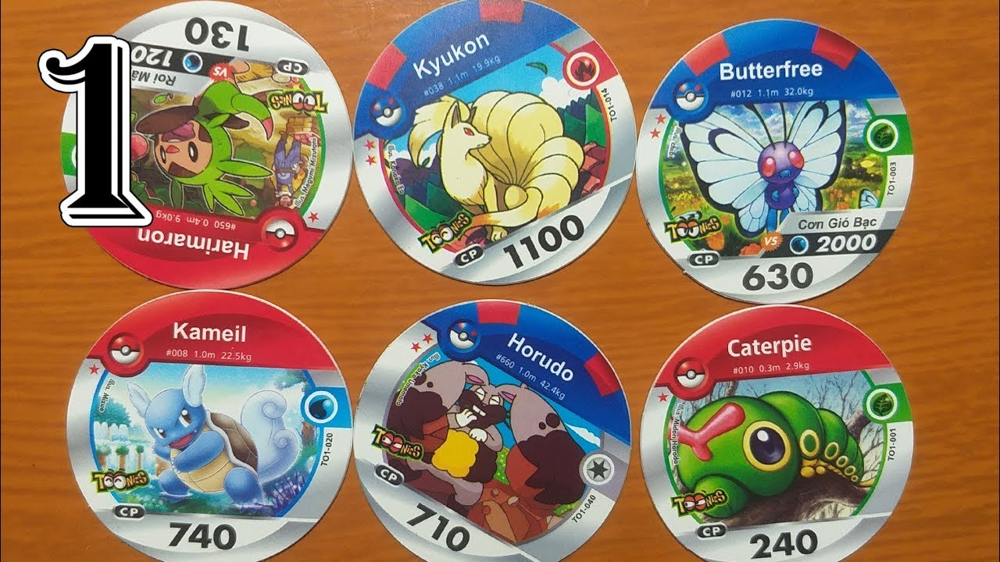 1
130
CP
120
VS
TOONIES
Illus. Megumi Mizutani
#650 0.4m 9.0kg
Harimaron
Kyukon
#038 1.1m 19.9kg
TO1-014
TOONIES
CP
1100
Butterfree
#012 1.1m 32.0kg
TO1-003
TOONIES
Cơn Gió Bạc
CP
VS
2000
630
Kameil
#008 1.0m 22.5kg
TO1-020
TOONIES
CP
740
Horudo
#660 1.0m 42.4kg
TOONIES
CP
TO1-040
710
Caterpie
#010 0.3m 2.9kg
Illus. Midori Harada
TO1-001
TOONIES
CP
240